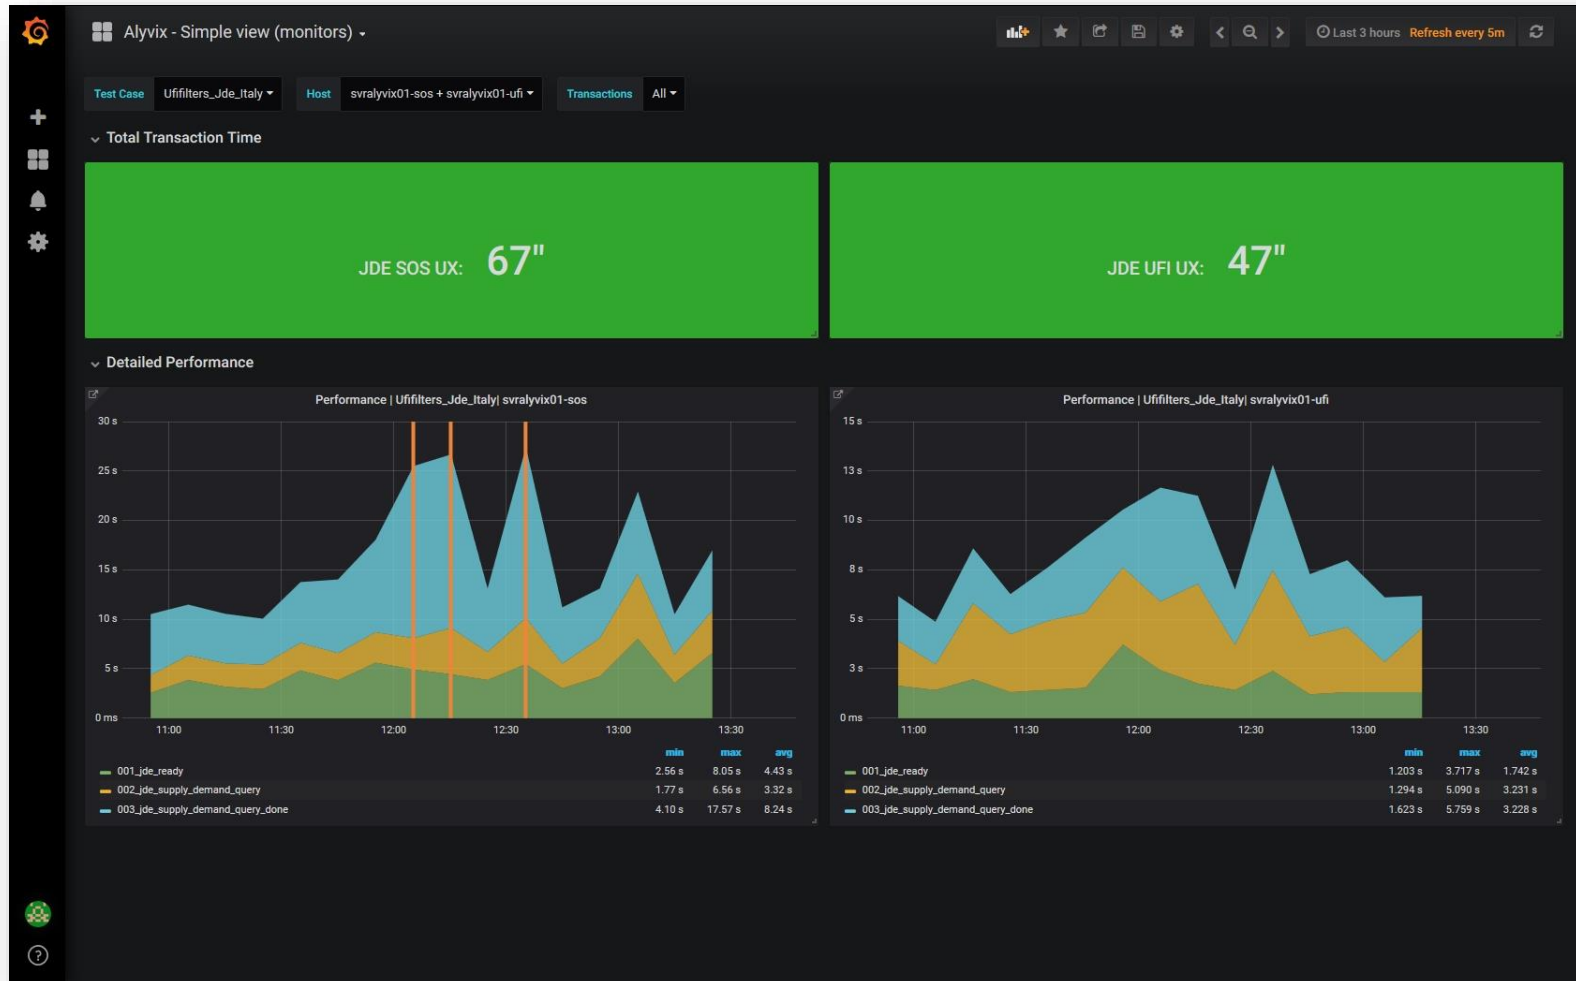 Alyvix - Simple view (monitors)
Last 3 hours Refresh every 5m
Test Case Ufifilters_Jde_Italy Host svralyvix01-sos + svralyvix01-ufi Transactions All
Total Transaction Time
JDE SOS UX: 67"
JDE UFI UX: 47"
Detailed Performance
Performance | Ufifilters_Jde_Italy| svralyvix01-sos
30 s
25 s
20 s
15 s
10 s
5 s
0 ms
11:00 11:30 12:00 12:30 13:00 13:30
min max avg
001_jde_ready 2.56 s 8.05 s 4.43 s
002_jde_supply_demand_query 1.77 s 6.56 s 3.32 s
003_jde_supply_demand_query_done 4.10 s 17.57 s 8.24 s
Performance | Ufifilters_Jde_Italy| svralyvix01-ufi
15 s
13 s
10 s
8 s
5 s
3 s
0 ms
11:00 11:30 12:00 12:30 13:00 13:30
min max avg
001_jde_ready 1.203 s 3.717 s 1.742 s
002_jde_supply_demand_query 1.294 s 5.090 s 3.231 s
003_jde_supply_demand_query_done 1.623 s 5.759 s 3.228 s